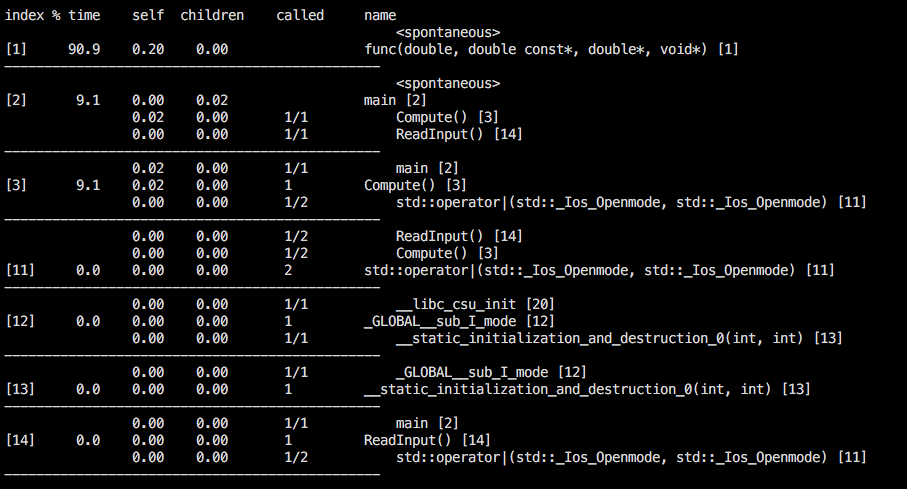 index % time    self  children    called     name
                                                 <spontaneous>
[1]     90.9    0.20    0.00                 func(double, double const*, double*, void*) [1]
-----------------------------------------------
                                                 <spontaneous>
[2]      9.1    0.00    0.02                 main [2]
                0.02    0.00       1/1           Compute() [3]
                0.00    0.00       1/1           ReadInput() [14]
-----------------------------------------------
                0.02    0.00       1/1           main [2]
[3]      9.1    0.02    0.00       1         Compute() [3]
                0.00    0.00       1/2           std::operator|(std::_Ios_Openmode, std::_Ios_Openmode) [11]
-----------------------------------------------
                0.00    0.00       1/2           ReadInput() [14]
                0.00    0.00       1/2           Compute() [3]
[11]     0.0    0.00    0.00       2         std::operator|(std::_Ios_Openmode, std::_Ios_Openmode) [11]
-----------------------------------------------
                0.00    0.00       1/1           __libc_csu_init [20]
[12]     0.0    0.00    0.00       1         _GLOBAL__sub_I_mode [12]
                0.00    0.00       1/1           __static_initialization_and_destruction_0(int, int) [13]
-----------------------------------------------
                0.00    0.00       1/1           _GLOBAL__sub_I_mode [12]
[13]     0.0    0.00    0.00       1         __static_initialization_and_destruction_0(int, int) [13]
-----------------------------------------------
                0.00    0.00       1/1           main [2]
[14]     0.0    0.00    0.00       1         ReadInput() [14]
                0.00    0.00       1/2           std::operator|(std::_Ios_Openmode, std::_Ios_Openmode) [11]
-----------------------------------------------